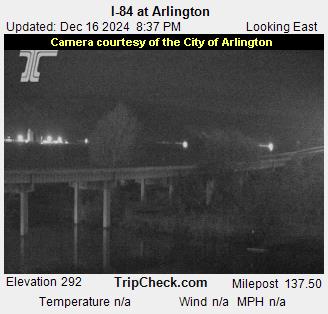 I-84 at Arlington
Updated: Dec 16 2024 8:37 PM Looking East
Camera courtesy of the City of Arlington
Elevation 292 TripCheck.com Milepost 137.50
Temperature n/a Wind n/a MPH n/a